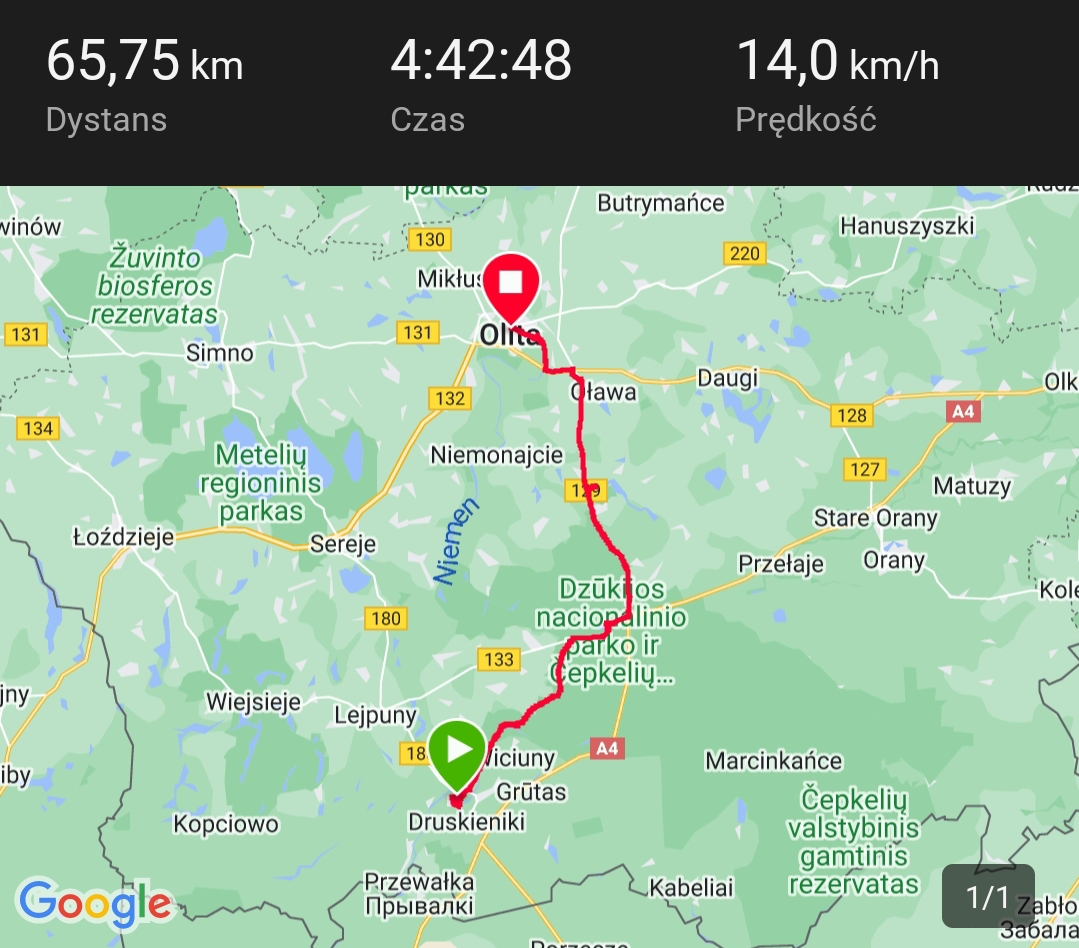 65,75 km
4:42:48
14,0 km/h
Dystans
Czas
Prędkość
parkas
Butrymańce
winów
Hanuszyszki
130
220
Žuvinto
biosferos
rezervatas
Mikłus
131
131
Olita
Simno
Daugi
Olk
Oława
132
128
A4
134
Metelių
regioninis
parkas
Niemonajcie
127
129
Matuzy
Niemen
Stare Orany
Łoździeje
Sereje
Przełaje
Orany
Dzūkijos
nacionalinio
parko ir
Čepkelių...
Kole
180
133
jny
Wiejsieje
Lejpuny
18
Viciuny
A4
Marcinkańce
iby
Grūtas
Kopciowo
Druskieniki
Čepkelių
valstybinis
gamtinis
rezervatas
Przewałka
Прывалкі
Kabeliai
Google
1/1
Zabło
Забала